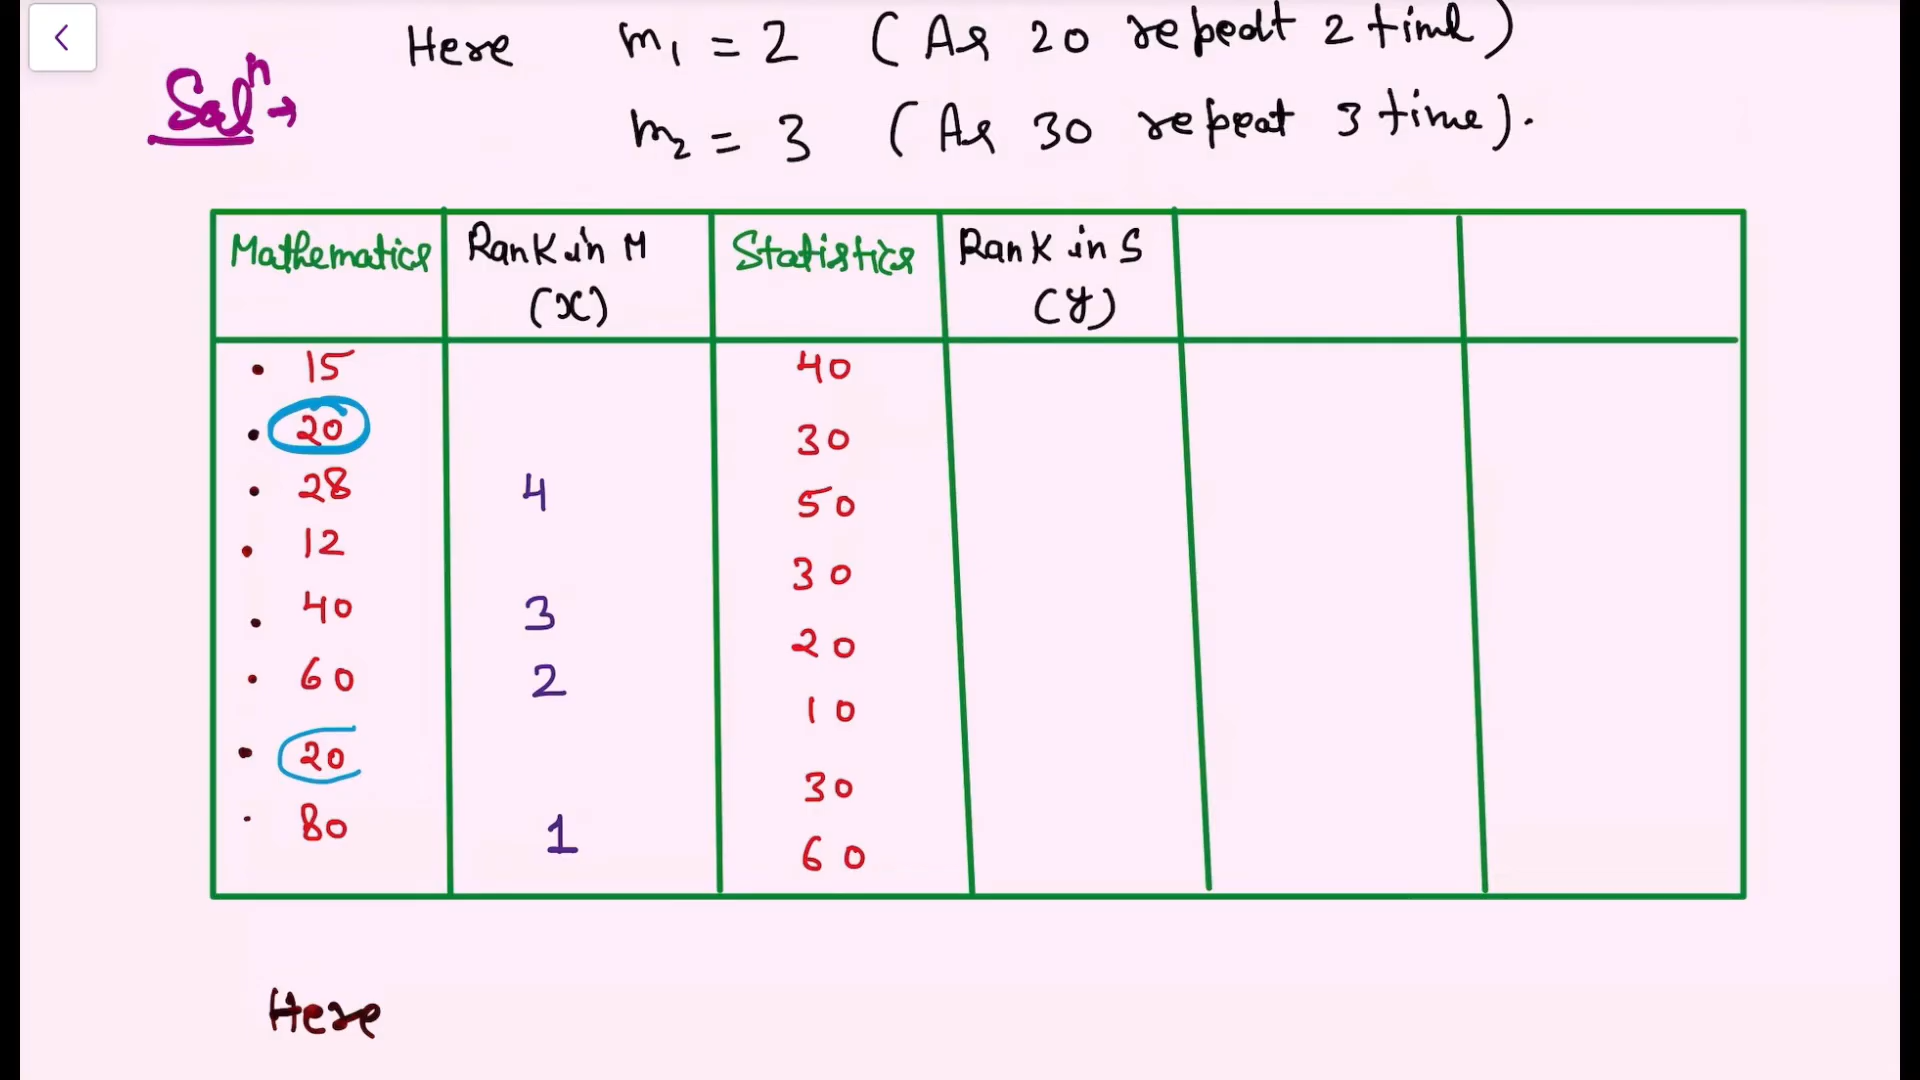 Here m₁ = 2 (As 20 repeat 2 time)
Solⁿ →
m₂ = 3 (As 30 repeat 3 time).
Mathematics Rank in M (x) Statistics Rank in S (y)
15 40
20 30
28 4 50
12 30
40 3 20
60 2 10
20 30
80 1 60
Here